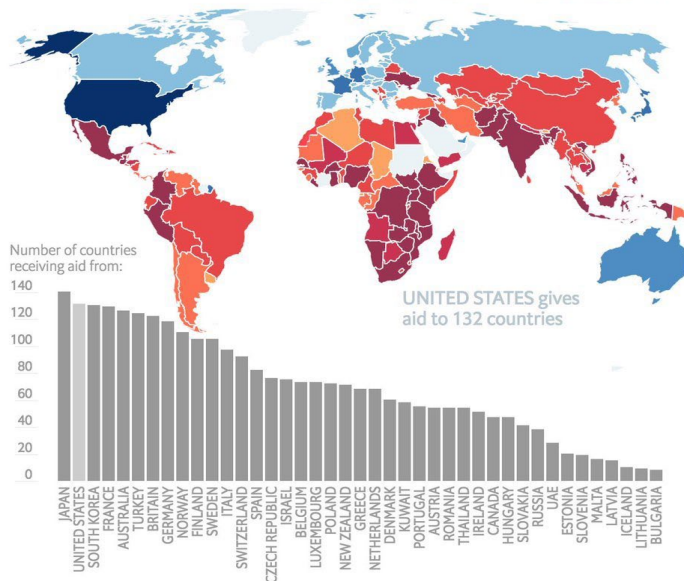 Number of countries
receiving aid from:
UNITED STATES gives
aid to 132 countries
140
120
100
80
60
40
20
0
JAPAN
UNITED STATES
SOUTH KOREA
FRANCE
AUSTRALIA
TURKEY
BRITAIN
GERMANY
NORWAY
FINLAND
SWEDEN
ITALY
SWITZERLAND
SPAIN
CZECH REPUBLIC
ISRAEL
BELGIUM
LUXEMBOURG
POLAND
NEW ZEALAND
GREECE
NETHERLANDS
DENMARK
KUWAIT
PORTUGAL
AUSTRIA
ROMANIA
THAILAND
IRELAND
CANADA
HUNGARY
SLOVAKIA
RUSSIA
UAE
ESTONIA
SLOVENIA
MALTA
LATVIA
ICELAND
LITHUANIA
BULGARIA